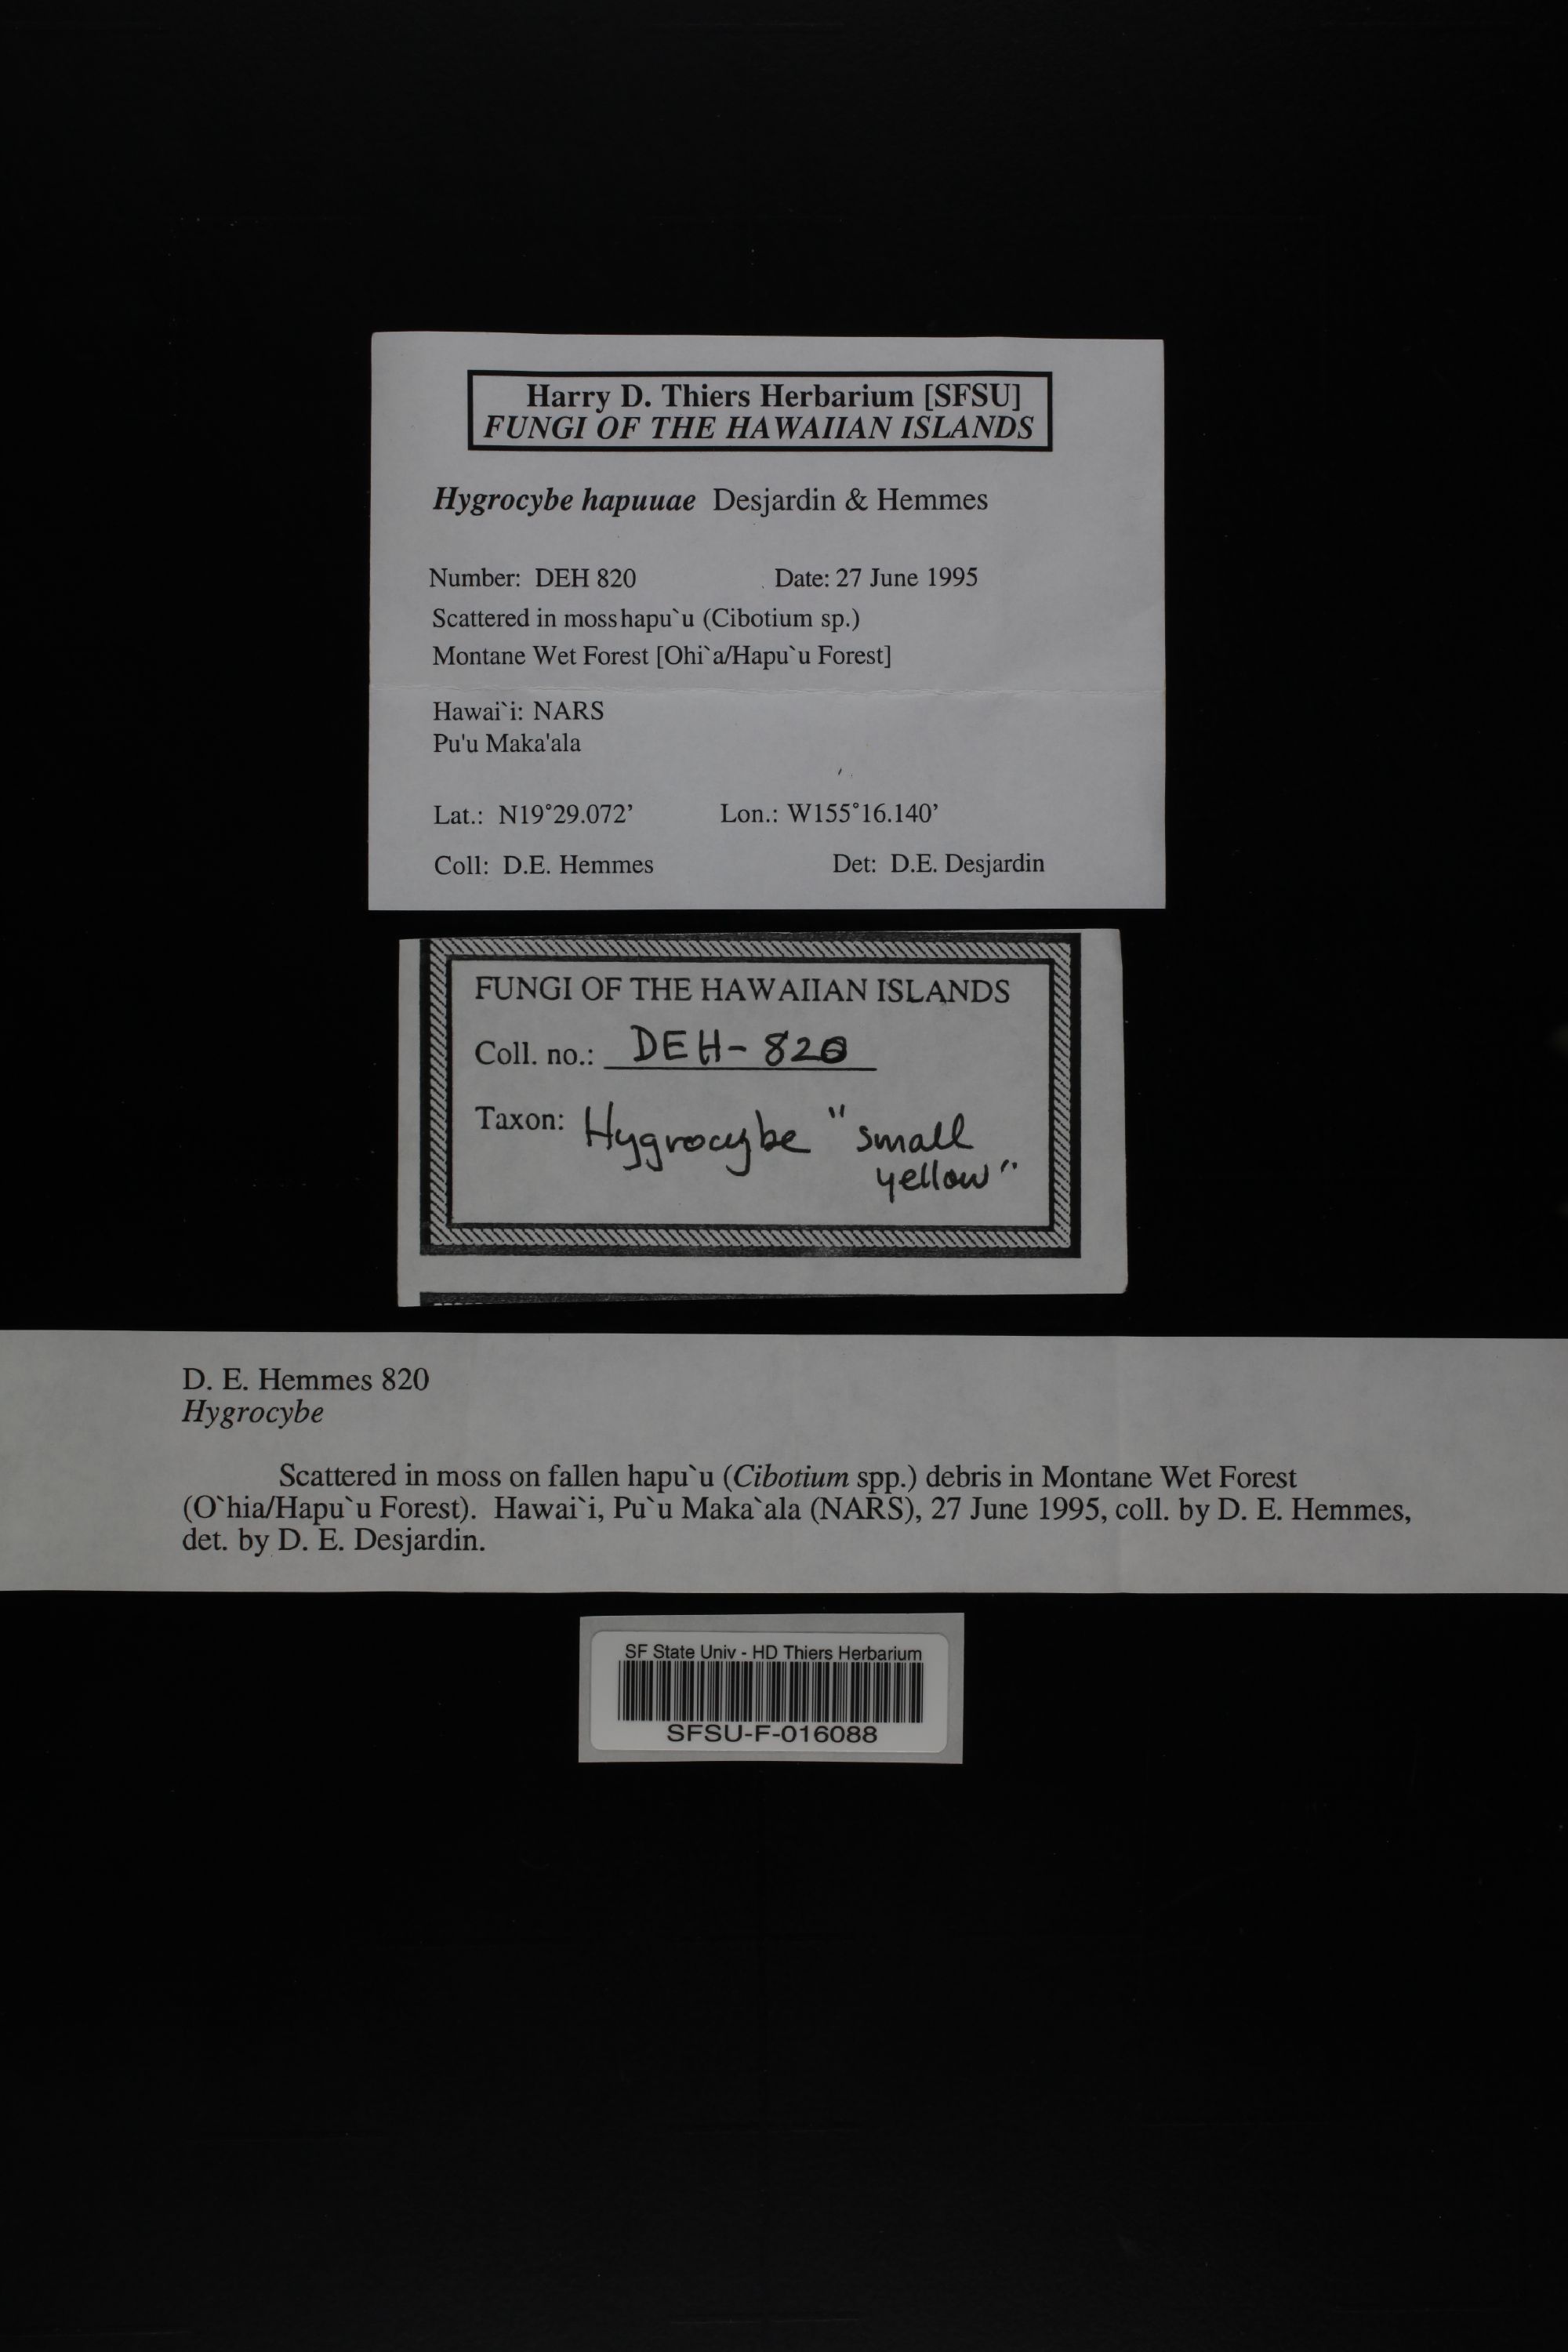 Harry D. Thiers Herbarium [SFSU]
FUNGI OF THE HAWAIIAN ISLANDS
Hygrocybe hapuuae Desjardin & Hemmes
Number: DEH 820 Date: 27 June 1995
Scattered in moss hapu`u (Cibotium sp.)
Montane Wet Forest [Ohi`a/Hapu`u Forest]
Hawai`i: NARS
Pu'u Maka'ala
Lat.: N19°29.072’ Lon.: W155°16.140’
Coll: D.E. Hemmes Det: D.E. Desjardin
FUNGI OF THE HAWAIIAN ISLANDS
Coll. no.: DEH-820
Taxon: Hygrocybe "small
yellow"
D. E. Hemmes 820
Hygrocybe
Scattered in moss on fallen hapu`u (Cibotium spp.) debris in Montane Wet Forest
(O`hia/Hapu`u Forest). Hawai`i, Pu`u Maka`ala (NARS), 27 June 1995, coll. by D. E. Hemmes,
det. by D. E. Desjardin.
SF State Univ - HD Thiers Herbarium
SFSU-F-016088